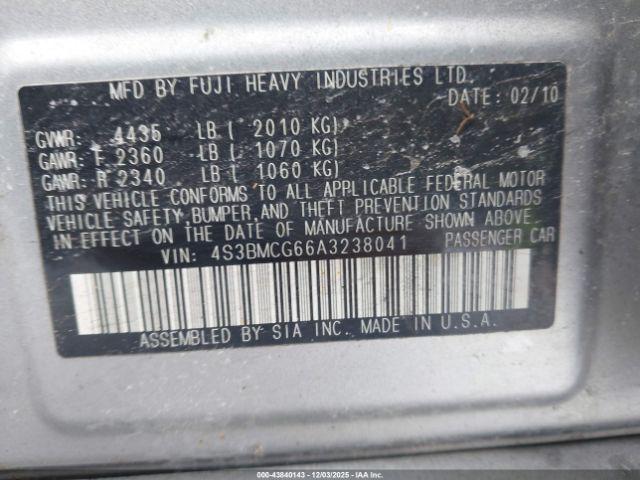 MFD BY FUJI HEAVY INDUSTRIES LTD.
DATE: 02/10
GVWR: 4435 LB ( 2010 KG)
GAWR: F 2360 LB ( 1070 KG)
GAWR: R 2340 LB ( 1060 KG)
THIS VEHICLE CONFORMS TO ALL APPLICABLE FEDERAL MOTOR
VEHICLE SAFETY, BUMPER, AND THEFT PREVENTION STANDARDS
IN EFFECT ON THE DATE OF MANUFACTURE SHOWN ABOVE.
VIN: 4S3BMCG66A3238041 PASSENGER CAR
ASSEMBLED BY SIA INC. MADE IN U.S.A.
000-43840143 - 12/03/2025 - IAA Inc.